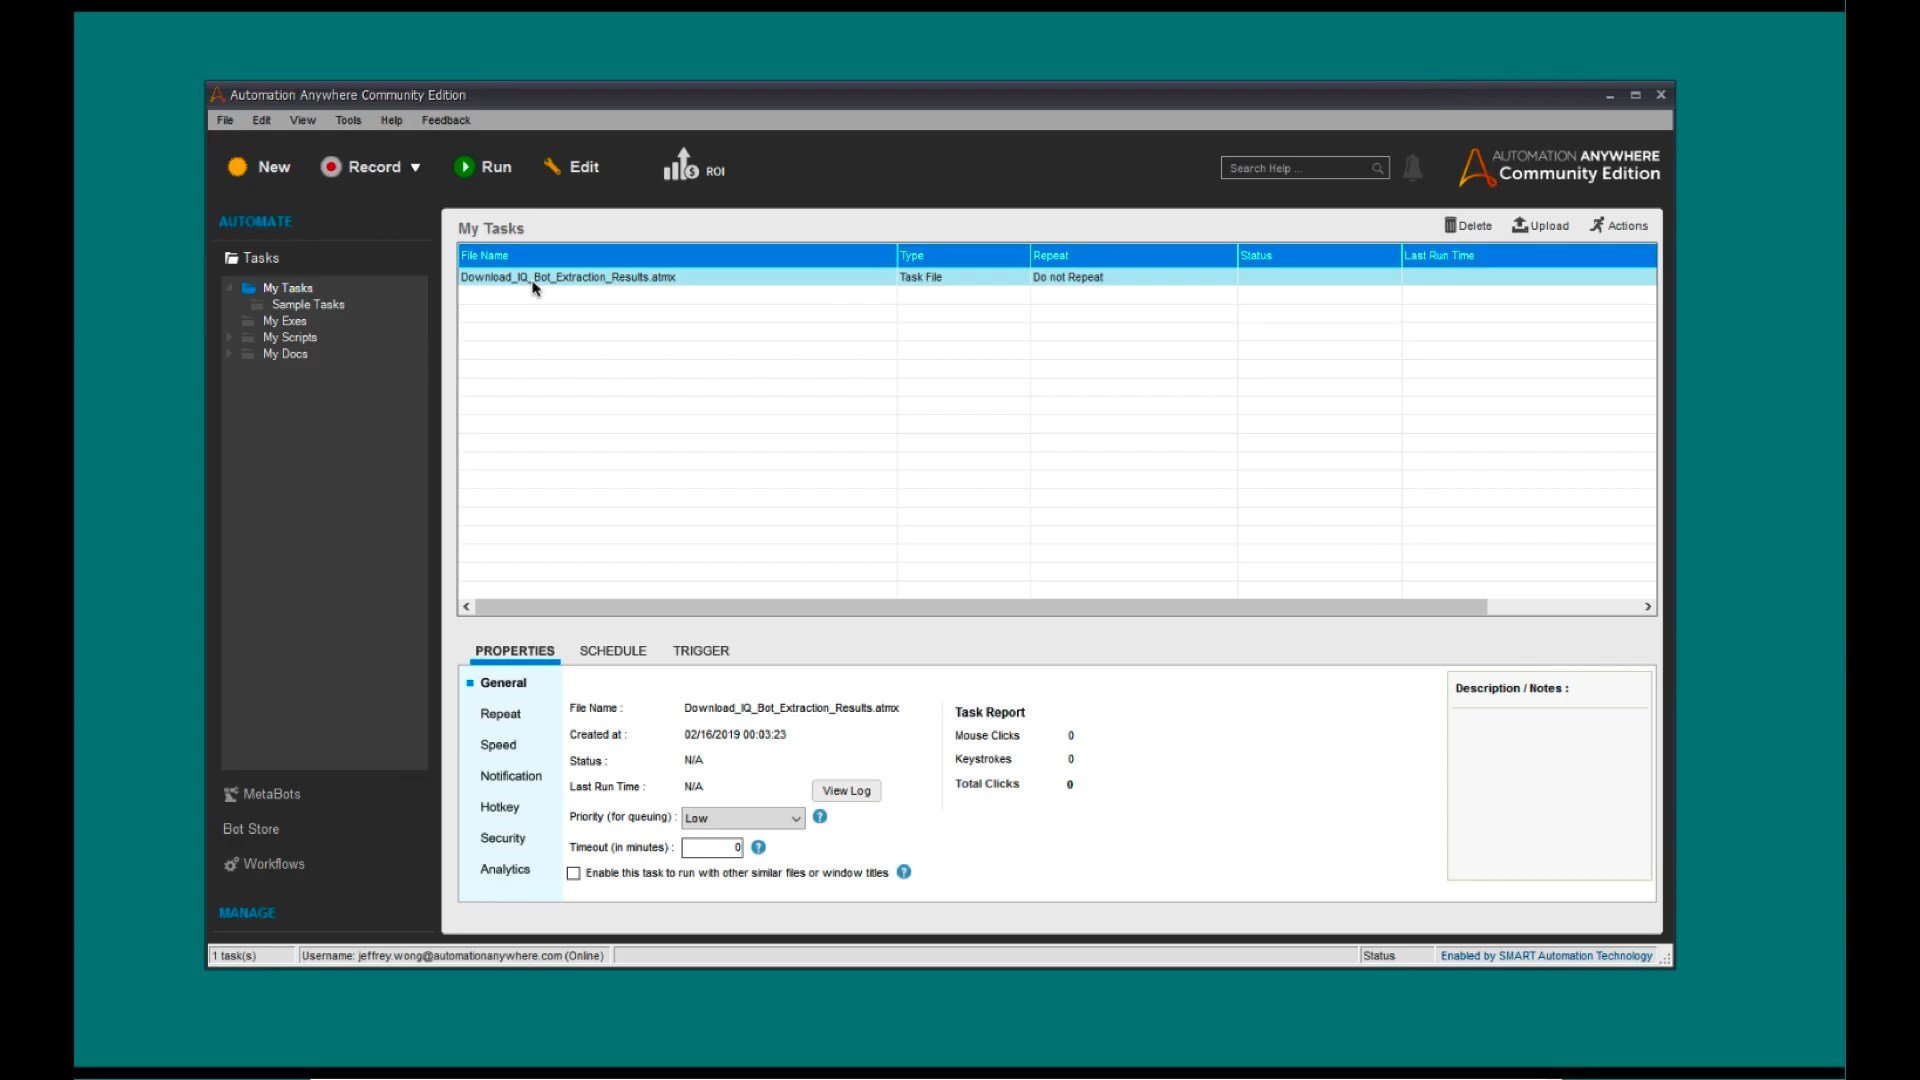 Automation Anywhere Community Edition
File Edit View Tools Help Feedback
New Record Run Edit ROI
Search Help ...
AUTOMATION ANYWHERE
Community Edition
AUTOMATE
Tasks
My Tasks
Sample Tasks
My Exes
My Scripts
My Docs
MetaBots
Bot Store
Workflows
MANAGE
My Tasks
Delete Upload Actions
File Name Type Repeat Status Last Run Time
Download_IQ_Bot_Extraction_Results.atmx Task File Do not Repeat
PROPERTIES SCHEDULE TRIGGER
General
Repeat
Speed
Notification
Hotkey
Security
Analytics
File Name : Download_IQ_Bot_Extraction_Results.atmx
Created at : 02/16/2019 00:03:23
Status : N/A
Last Run Time : N/A View Log
Priority (for queuing) : Low ?
Timeout (in minutes) : 0 ?
Enable this task to run with other similar files or window titles ?
Task Report
Mouse Clicks 0
Keystrokes 0
Total Clicks 0
Description / Notes :
1 task(s) Username: jeffrey.wong@automationanywhere.com (Online) Status Enabled by SMART Automation Technology